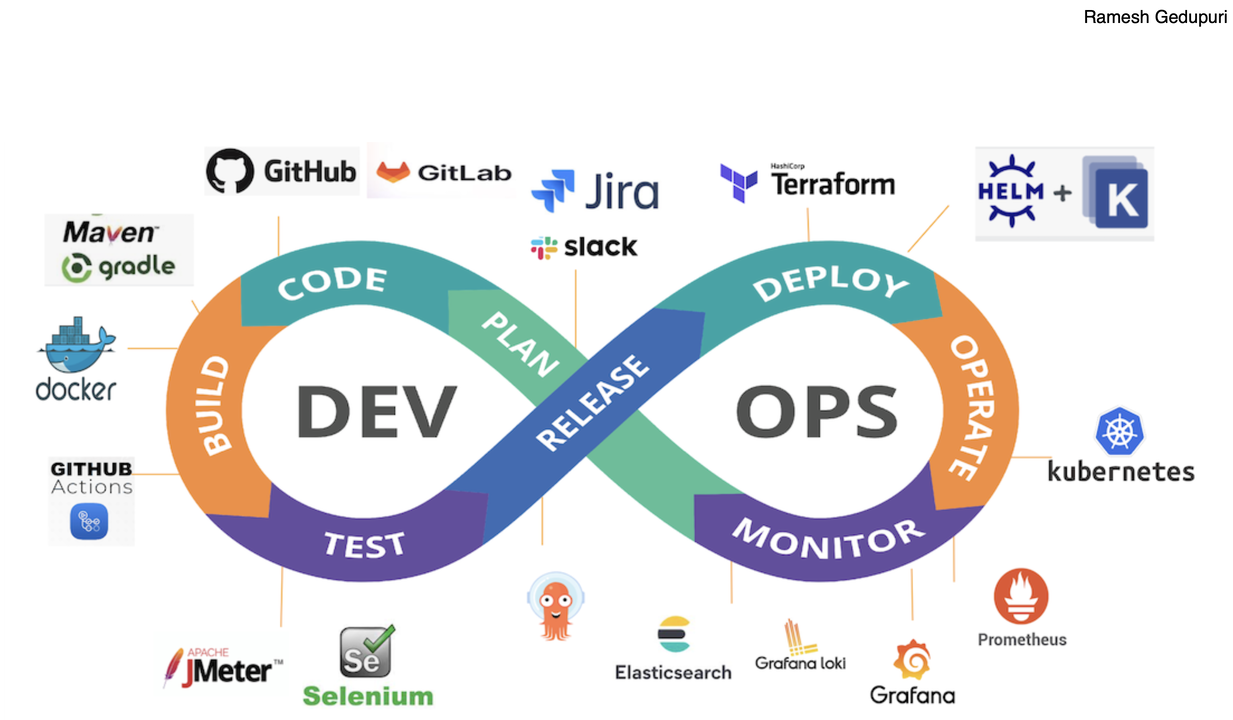 Ramesh Gedupuri
GitHub
GitLab
Jira
slack
HashiCorp
Terraform
HELM + K
Maven™
gradle
docker
GITHUB
Actions
CODE
PLAN
BUILD
TEST
RELEASE
DEPLOY
OPERATE
MONITOR
DEV
OPS
kubernetes
APACHE
JMeter™
Se
Selenium
Elasticsearch
Grafana loki
Grafana
Prometheus